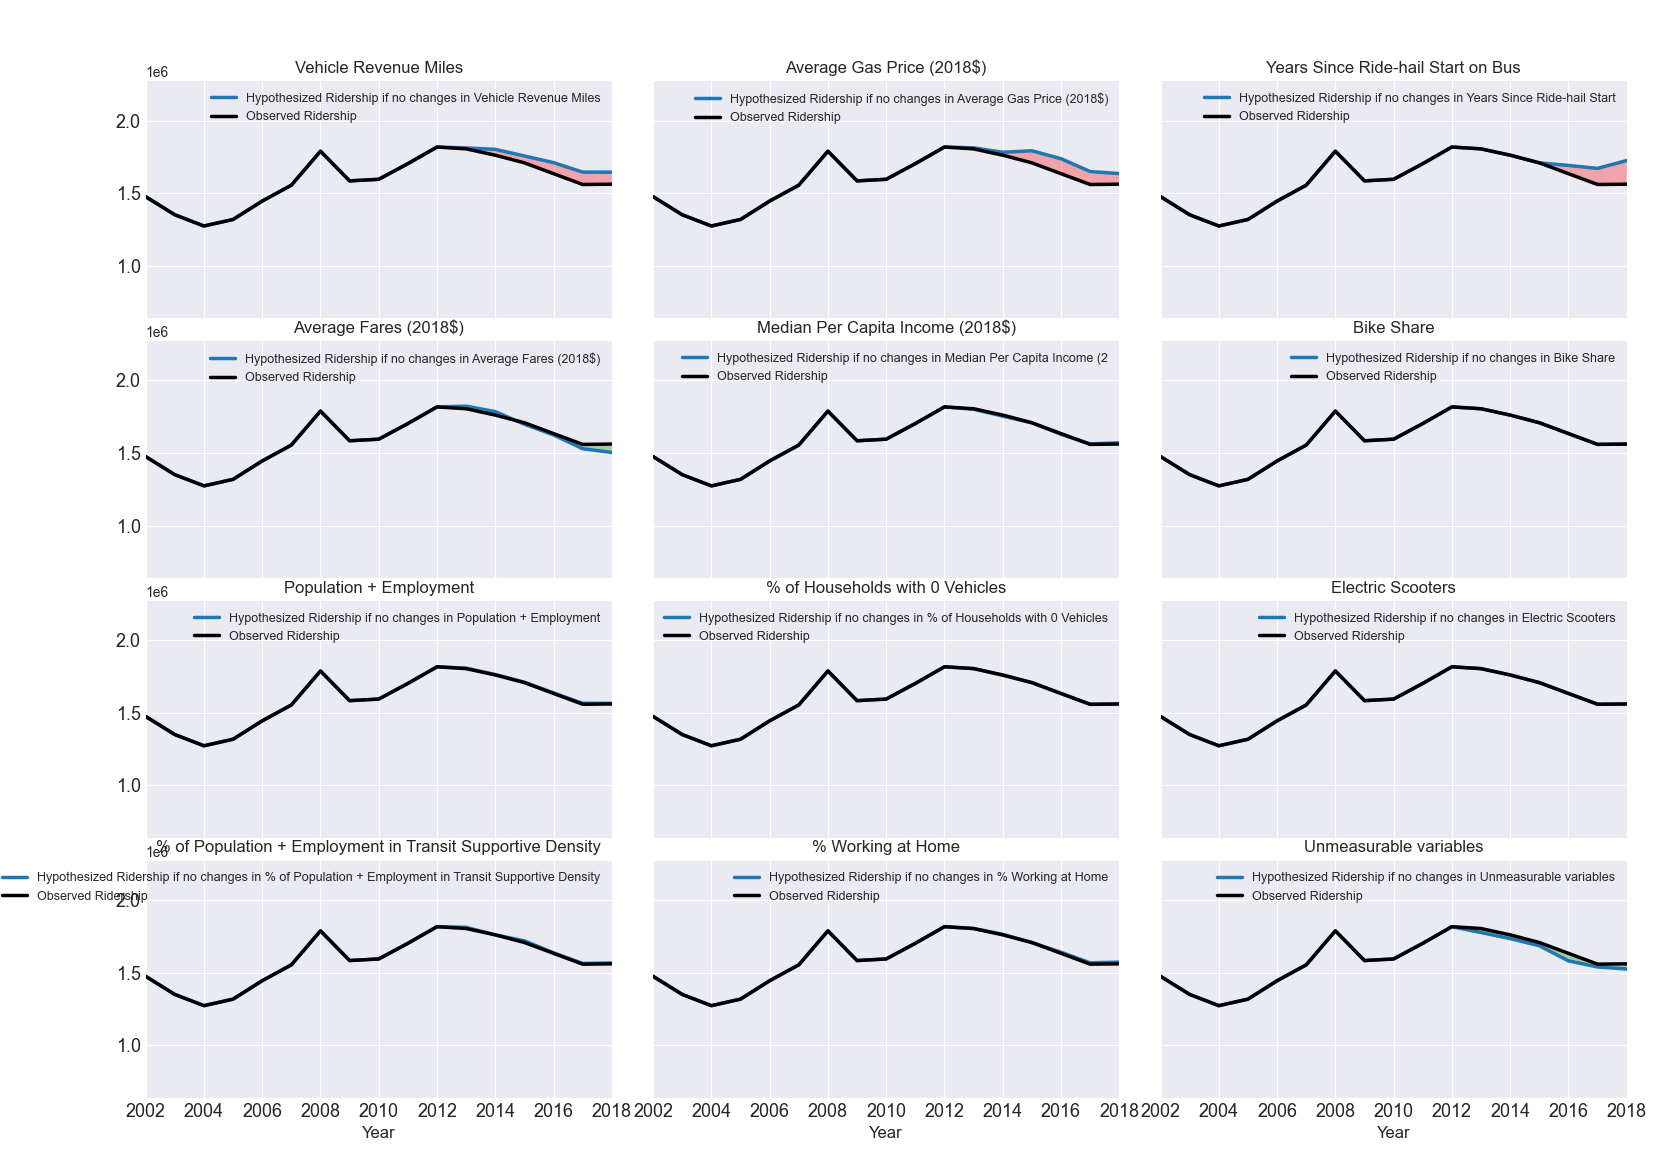 Vehicle Revenue Miles
1e6
Hypothesized Ridership if no changes in Vehicle Revenue Miles
Observed Ridership
2.0
1.5
1.0
Average Gas Price (2018$)
Hypothesized Ridership if no changes in Average Gas Price (2018$)
Observed Ridership
Years Since Ride-hail Start on Bus
Hypothesized Ridership if no changes in Years Since Ride-hail Start
Observed Ridership
Average Fares (2018$)
1e6
Hypothesized Ridership if no changes in Average Fares (2018$)
Observed Ridership
2.0
1.5
1.0
Median Per Capita Income (2018$)
Hypothesized Ridership if no changes in Median Per Capita Income (2
Observed Ridership
Bike Share
Hypothesized Ridership if no changes in Bike Share
Observed Ridership
Population + Employment
1e6
Hypothesized Ridership if no changes in Population + Employment
Observed Ridership
2.0
1.5
1.0
% of Households with 0 Vehicles
Hypothesized Ridership if no changes in % of Households with 0 Vehicles
Observed Ridership
Electric Scooters
Hypothesized Ridership if no changes in Electric Scooters
Observed Ridership
% of Population + Employment in Transit Supportive Density
1e6
Hypothesized Ridership if no changes in % of Population + Employment in Transit Supportive Density
Observed Ridership
2.0
1.5
1.0
2002 2004 2006 2008 2010 2012 2014 2016 2018
Year
% Working at Home
Hypothesized Ridership if no changes in % Working at Home
Observed Ridership
2002 2004 2006 2008 2010 2012 2014 2016 2018
Year
Unmeasurable variables
Hypothesized Ridership if no changes in Unmeasurable variables
Observed Ridership
2002 2004 2006 2008 2010 2012 2014 2016 2018
Year